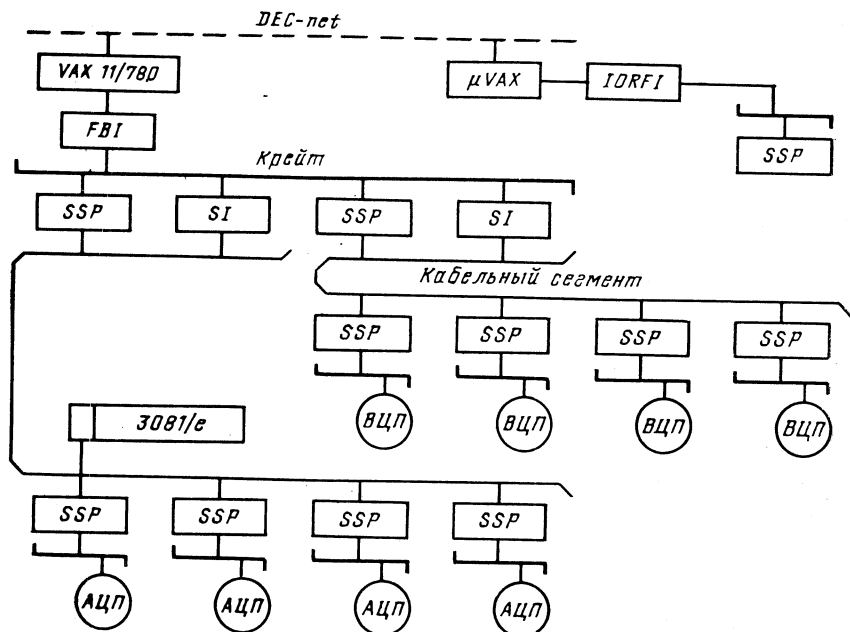 DEC-net
VAX 11/780
μVAX
IORFI
FBI
SSP
Крейт
SSP
SI
SSP
SI
Кабельный сегмент
SSP
SSP
SSP
SSP
ВЦП
ВЦП
ВЦП
ВЦП
3081/e
SSP
SSP
SSP
SSP
АЦП
АЦП
АЦП
АЦП